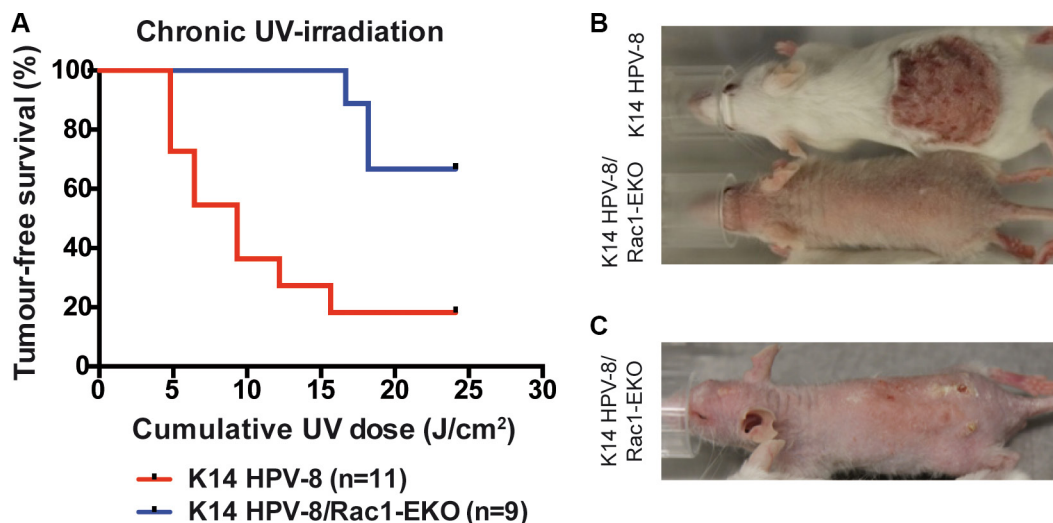 A
Chronic UV-irradiation
Tumour-free survival (%)
100
80
60
40
20
0
0 5 10 15 20 25 30
Cumulative UV dose (J/cm²)
K14 HPV-8 (n=11)
K14 HPV-8/Rac1-EKO (n=9)
B
K14 HPV-8
K14 HPV-8/
Rac1-EKO
C
K14 HPV-8/
Rac1-EKO